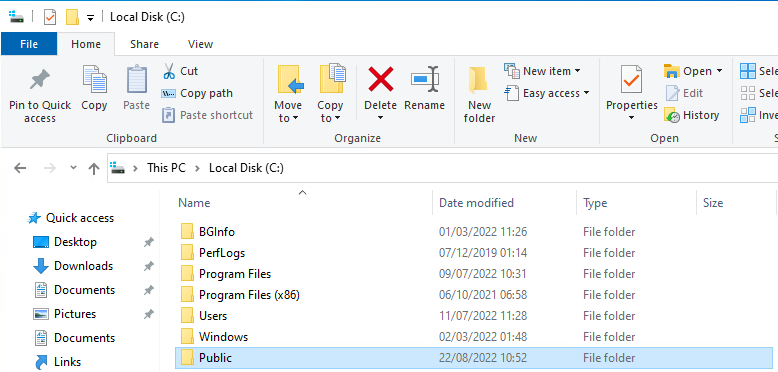 Local Disk (C:)
File Home Share View
Pin to Quick access
Copy
Paste
Cut
Copy path
Paste shortcut
Clipboard
Move to
Copy to
Delete
Rename
Organize
New folder
New item
Easy access
New
Properties
Open
Edit
History
Open
This PC Local Disk (C:)
Name Date modified Type Size
Quick access
Desktop
Downloads
Documents
Pictures
Documents
Links
BGInfo 01/03/2022 11:26 File folder
PerfLogs 07/12/2019 01:14 File folder
Program Files 09/07/2022 10:31 File folder
Program Files (x86) 06/10/2021 06:58 File folder
Users 11/07/2022 11:28 File folder
Windows 02/03/2022 01:48 File folder
Public 22/08/2022 10:52 File folder